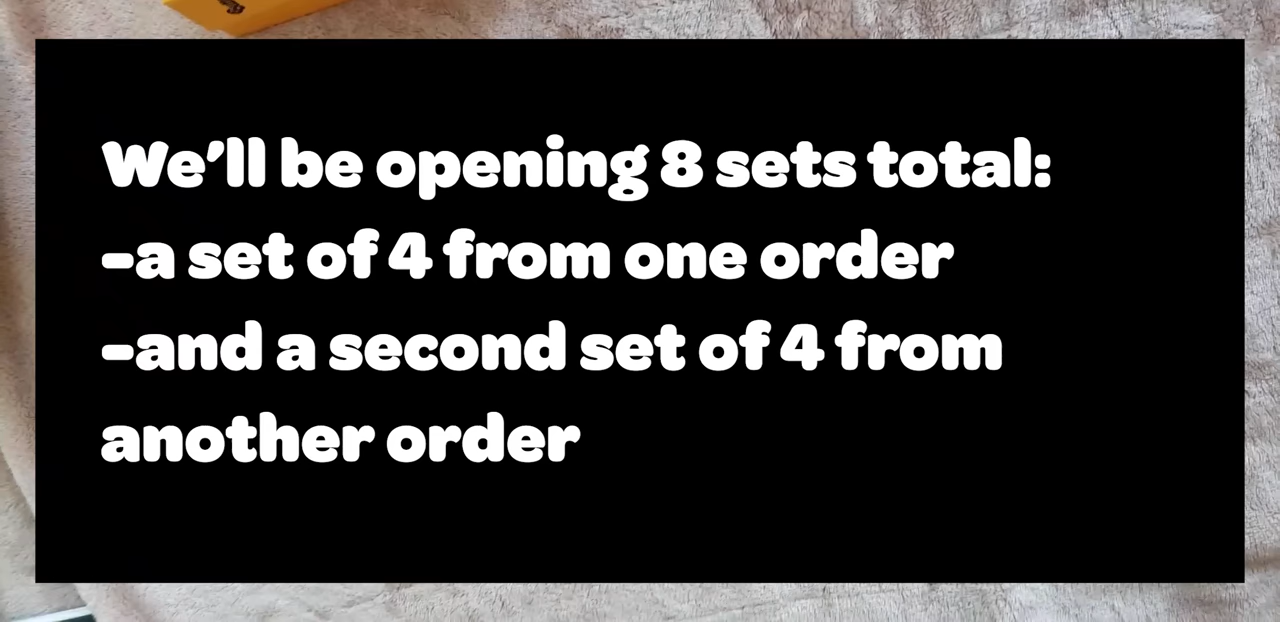 We'll be opening 8 sets total:
-a set of 4 from one order
-and a second set of 4 from
another order